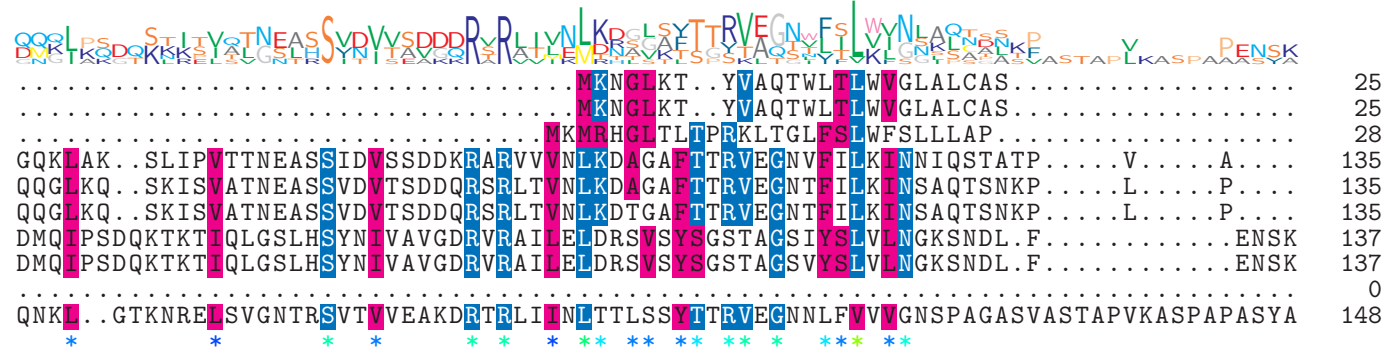 ...................................MKNGLKT..YVAQTWLTLWVGLALCAS.................. 25
...................................MKNGLKT..YVAQTWLTLWVGLALCAS.................. 25
.................................MKMRHGLTLTPRKLTGLFSLWFSLLLAP................... 28
GQKLAK..SLIPVTTNEASSIDVSSDDKRARVVVNLKDAGAFTTRVEGNVFILKINNIQSTATP.....V.....A.... 135
QQGLKQ..SKISVATNEASSVDVTSDDQRSRLTVNLKDAGAFTTRVEGNTFILKINSAQTSNKP.....L.....P.... 135
QQGLKQ..SKISVATNEASSVDVTSDDQRSRLTVNLKDTGAFTTRVEGNTFILKINSAQTSNKP.....L.....P.... 135
DMQIPSDQKTKTIQLGSLHSYNIVAVGDRVRAILELDRSVSYSGSTAGSIYSLVLNGKSNDL.F............ENSK 137
DMQIPSDQKTKTIQLGSLHSYNIVAVGDRVRAILELDRSVSYSGSTAGSVYSLVLNGKSNDL.F............ENSK 137
................................................................................ 0
QNKL..GTKNRELSVGNTRSVTVVEAKDRTRLIINLTTLSSYTTRVEGNNLFVVVGNSPAGASVASTAPVKASPAPASYA 148
* * * * * * * * * * * * * * * * * * * * *